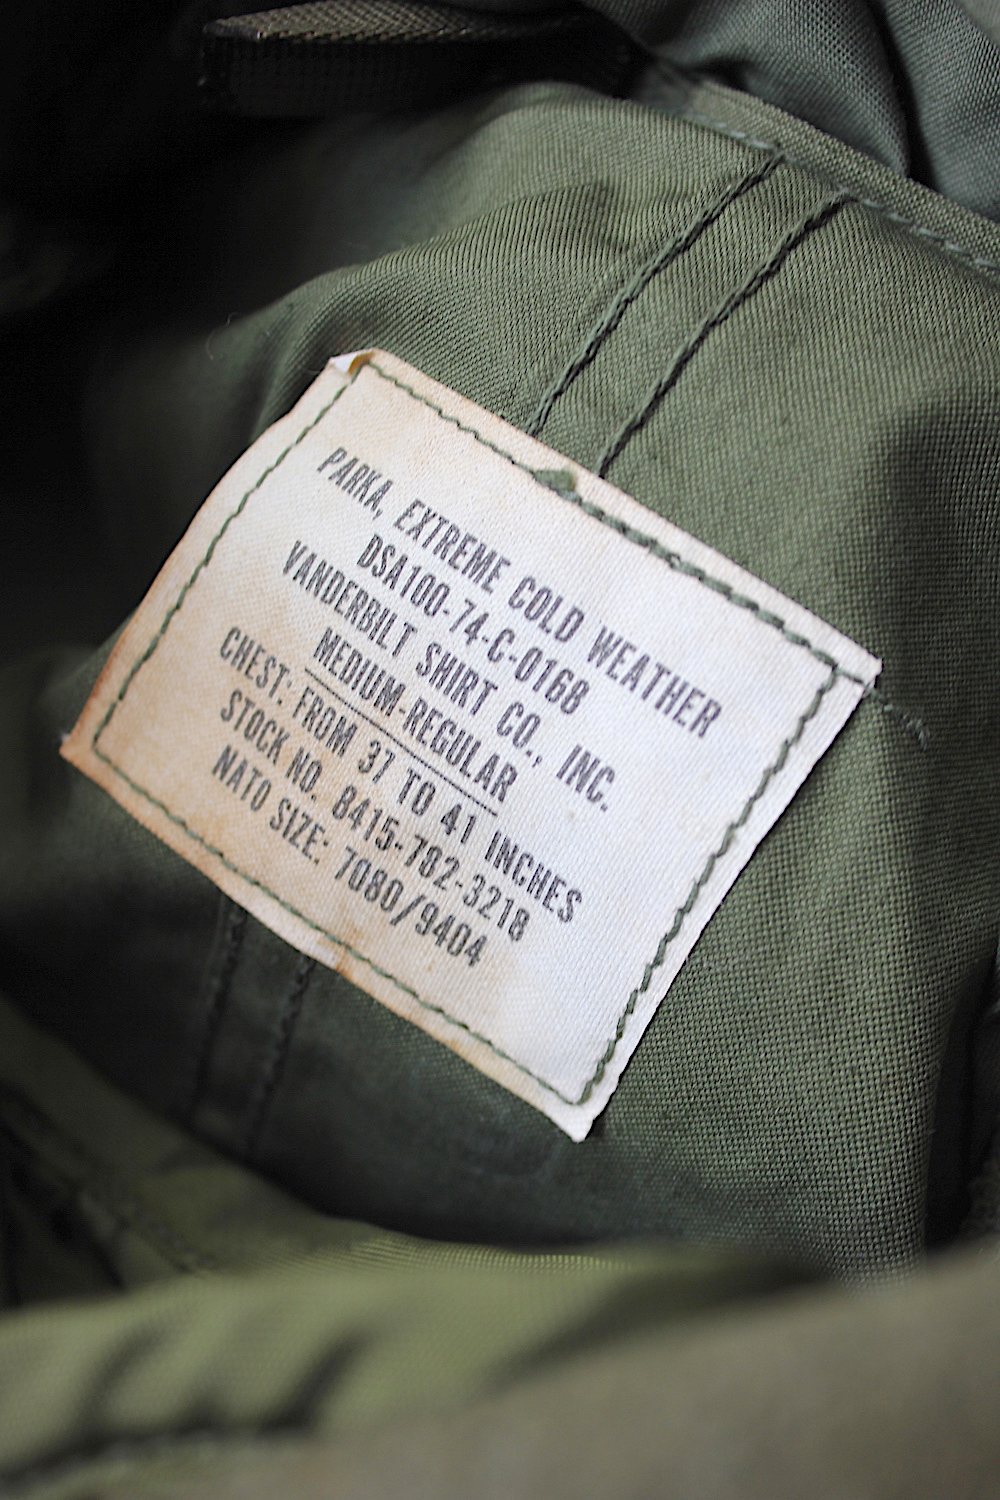 PARKA, EXTREME COLD WEATHER
DSA100-74-C-0168
VANDERBILT SHIRT CO., INC.
MEDIUM-REGULAR
CHEST: FROM 37 TO 41 INCHES
STOCK NO. 8415-782-3218
NATO SIZE: 7080/9404